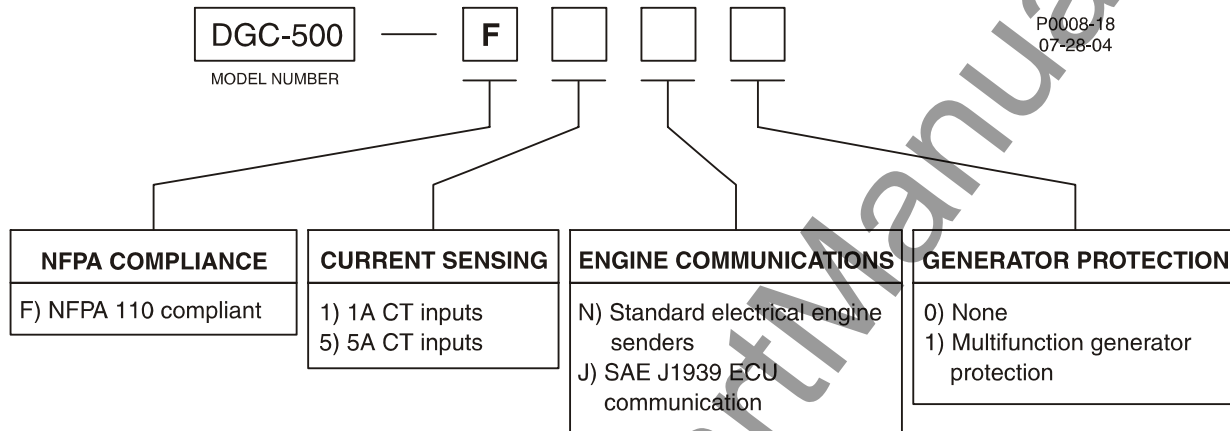 DGC-500 — F
MODEL NUMBER
P0008-18
07-28-04
NFPA COMPLIANCE
F) NFPA 110 compliant
CURRENT SENSING
1) 1A CT inputs
5) 5A CT inputs
ENGINE COMMUNICATIONS
N) Standard electrical engine
senders
J) SAE J1939 ECU
communication
GENERATOR PROTECTION
0) None
1) Multifunction generator
protection